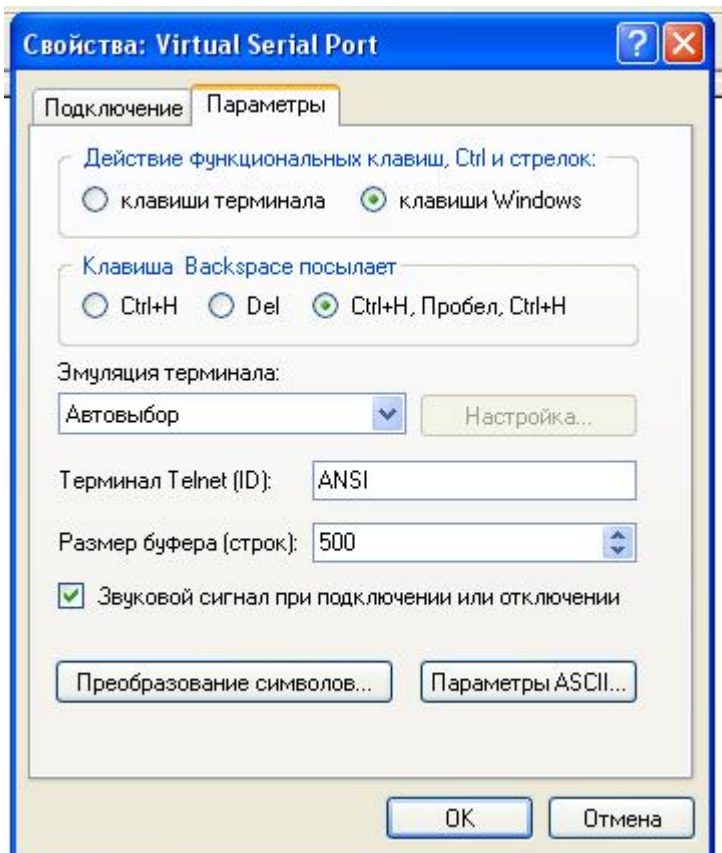 Свойства: Virtual Serial Port
Подключение Параметры
Действие функциональных клавиш, Ctrl и стрелок:
клавиши терминала клавиши Windows
Клавиша Backspace посылает
Ctrl+H Del Ctrl+H, Пробел, Ctrl+H
Эмуляция терминала:
Автовыбор Настройка...
Терминал Telnet (ID): ANSI
Размер буфера (строк): 500
Звуковой сигнал при подключении или отключении
Преобразование символов... Параметры ASCII...
OK Отмена